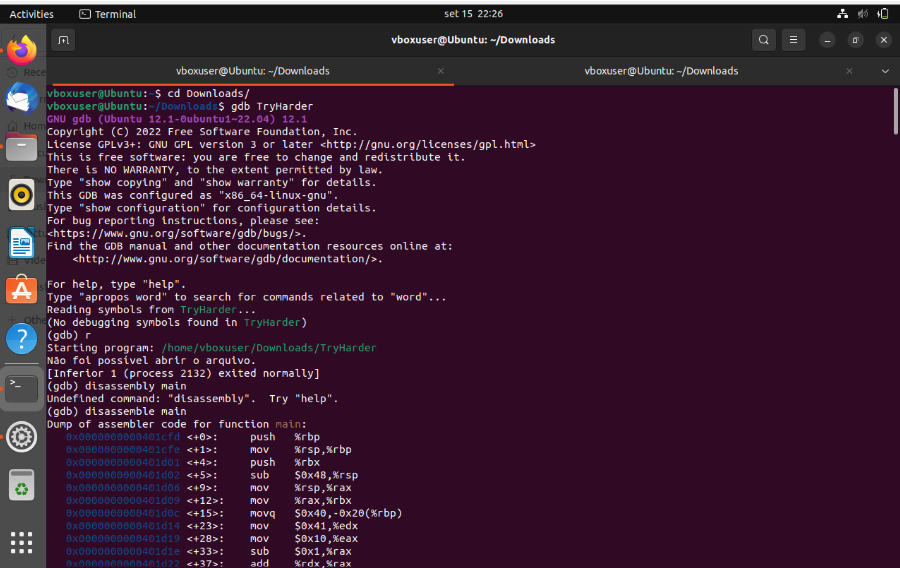 Activities
Terminal
set 15 22:26
vboxuser@Ubuntu: ~/Downloads
vboxuser@Ubuntu: ~/Downloads
vboxuser@Ubuntu: ~/Downloads
vboxuser@Ubuntu:~$ cd Downloads/
vboxuser@Ubuntu:~/Downloads$ gdb TryHarder
GNU gdb (Ubuntu 12.1-0ubuntu1~22.04) 12.1
Copyright (C) 2022 Free Software Foundation, Inc.
License GPLv3+: GNU GPL version 3 or later <http://gnu.org/licenses/gpl.html>
This is free software: you are free to change and redistribute it.
There is NO WARRANTY, to the extent permitted by law.
Type "show copying" and "show warranty" for details.
This GDB was configured as "x86_64-linux-gnu".
Type "show configuration" for configuration details.
For bug reporting instructions, please see:
<https://www.gnu.org/software/gdb/bugs/>.
Find the GDB manual and other documentation resources online at:
<http://www.gnu.org/software/gdb/documentation/>.
For help, type "help".
Type "apropos word" to search for commands related to "word"...
Reading symbols from TryHarder...
(No debugging symbols found in TryHarder)
(gdb) r
Starting program: /home/vboxuser/Downloads/TryHarder
Não foi possível abrir o arquivo.
[Inferior 1 (process 2132) exited normally]
(gdb) disassembly main
Undefined command: "disassembly".  Try "help".
(gdb) disassemble main
Dump of assembler code for function main:
0x0000000000401cfd <+0>: push %rbp
0x0000000000401cfe <+1>: mov %rsp,%rbp
0x0000000000401d01 <+4>: push %rbx
0x0000000000401d02 <+5>: sub $0x48,%rsp
0x0000000000401d06 <+9>: mov %rsp,%rax
0x0000000000401d09 <+12>: mov %rax,%rbx
0x0000000000401d0c <+15>: movq $0x40,-0x20(%rbp)
0x0000000000401d14 <+23>: mov $0x41,%edx
0x0000000000401d19 <+28>: mov $0x10,%eax
0x0000000000401d1e <+33>: sub $0x1,%rax
0x0000000000401d22 <+37>: add %rdx,%rax